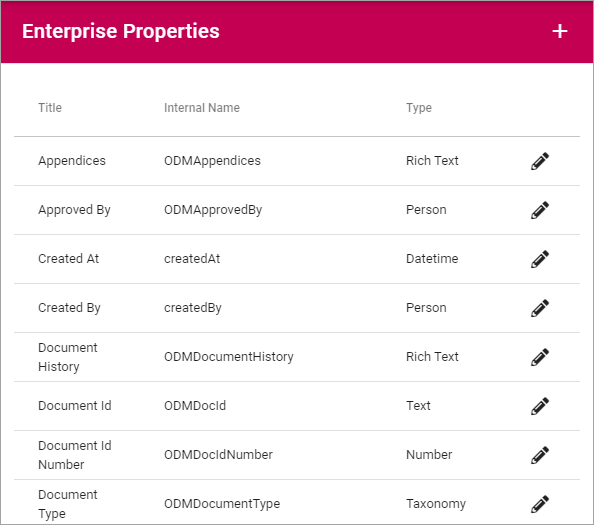 Enterprise Properties +
Title Internal Name Type
Appendices ODMAppendices Rich Text
Approved By ODMApprovedBy Person
Created At createdAt Datetime
Created By createdBy Person
Document
History ODMDocumentHistory Rich Text
Document Id ODMDocId Text
Document Id
Number ODMDocIdNumber Number
Document
Type ODMDocumentType Taxonomy